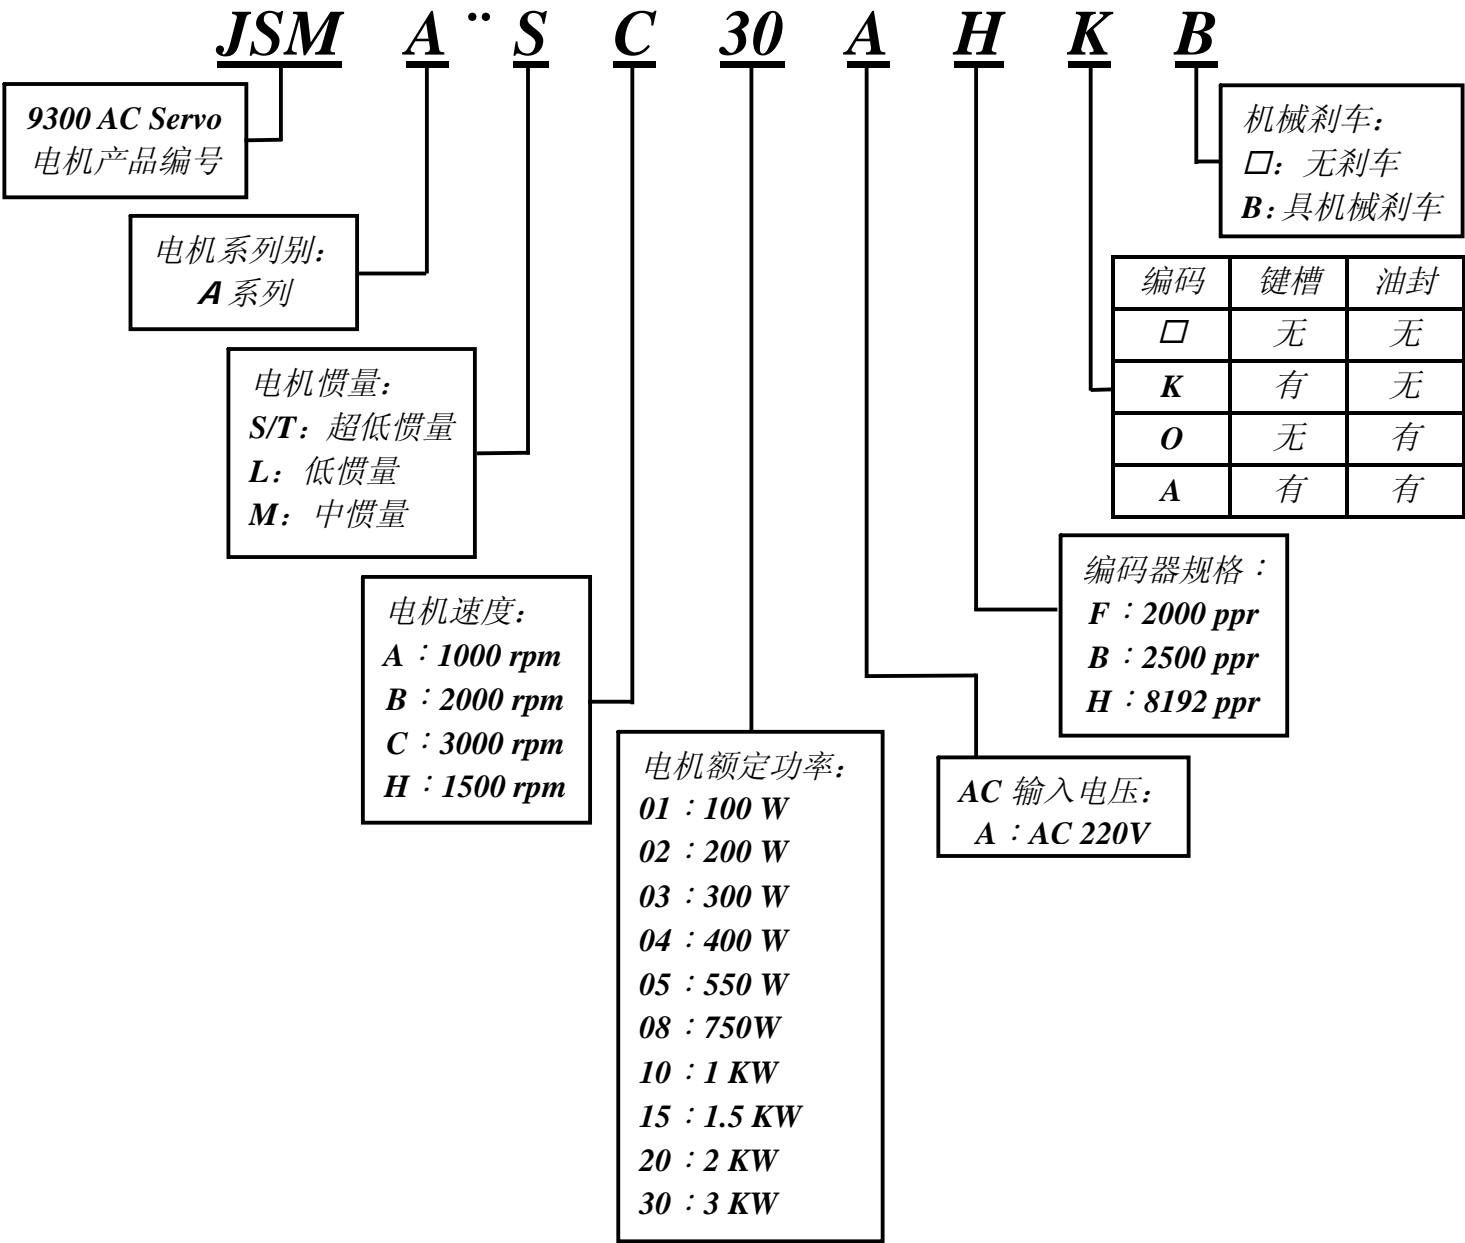 JSM A ¨ S C 30 A H K B
9300 AC Servo
电机产品编号
电机系列别：
A 系列
电机惯量：
S/T：超低惯量
L：低惯量
M：中惯量
电机速度：
A：1000 rpm
B：2000 rpm
C：3000 rpm
H：1500 rpm
电机额定功率：
01：100 W
02：200 W
03：300 W
04：400 W
05：550 W
08：750W
10：1 KW
15：1.5 KW
20：2 KW
30：3 KW
AC 输入电压：
A：AC 220V
编码器规格：
F：2000 ppr
B：2500 ppr
H：8192 ppr
编码 键槽 油封
□ 无 无
K 有 无
O 无 有
A 有 有
机械刹车：
□：无刹车
B：具机械刹车